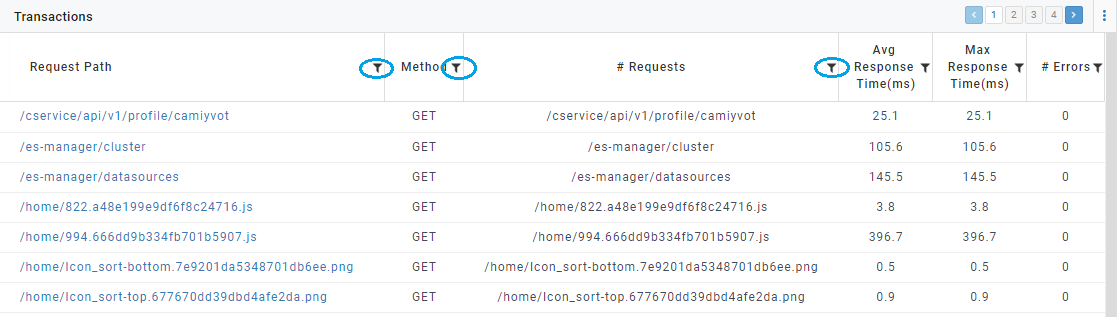 Transactions
1 2 3 4
Request Path Method # Requests Avg Response Time(ms) Max Response Time(ms) # Errors
/cservice/api/v1/profile/camiyvot GET /cservice/api/v1/profile/camiyvot 25.1 25.1 0
/es-manager/cluster GET /es-manager/cluster 105.6 105.6 0
/es-manager/datasources GET /es-manager/datasources 145.5 145.5 0
/home/822.a48e199e9df6f8c24716.js GET /home/822.a48e199e9df6f8c24716.js 3.8 3.8 0
/home/994.666dd9b334fb701b5907.js GET /home/994.666dd9b334fb701b5907.js 396.7 396.7 0
/home/Icon_sort-bottom.7e9201da5348701db6ee.png GET /home/Icon_sort-bottom.7e9201da5348701db6ee.png 0.5 0.5 0
/home/Icon_sort-top.677670dd39dbd4afe2da.png GET /home/Icon_sort-top.677670dd39dbd4afe2da.png 0.9 0.9 0